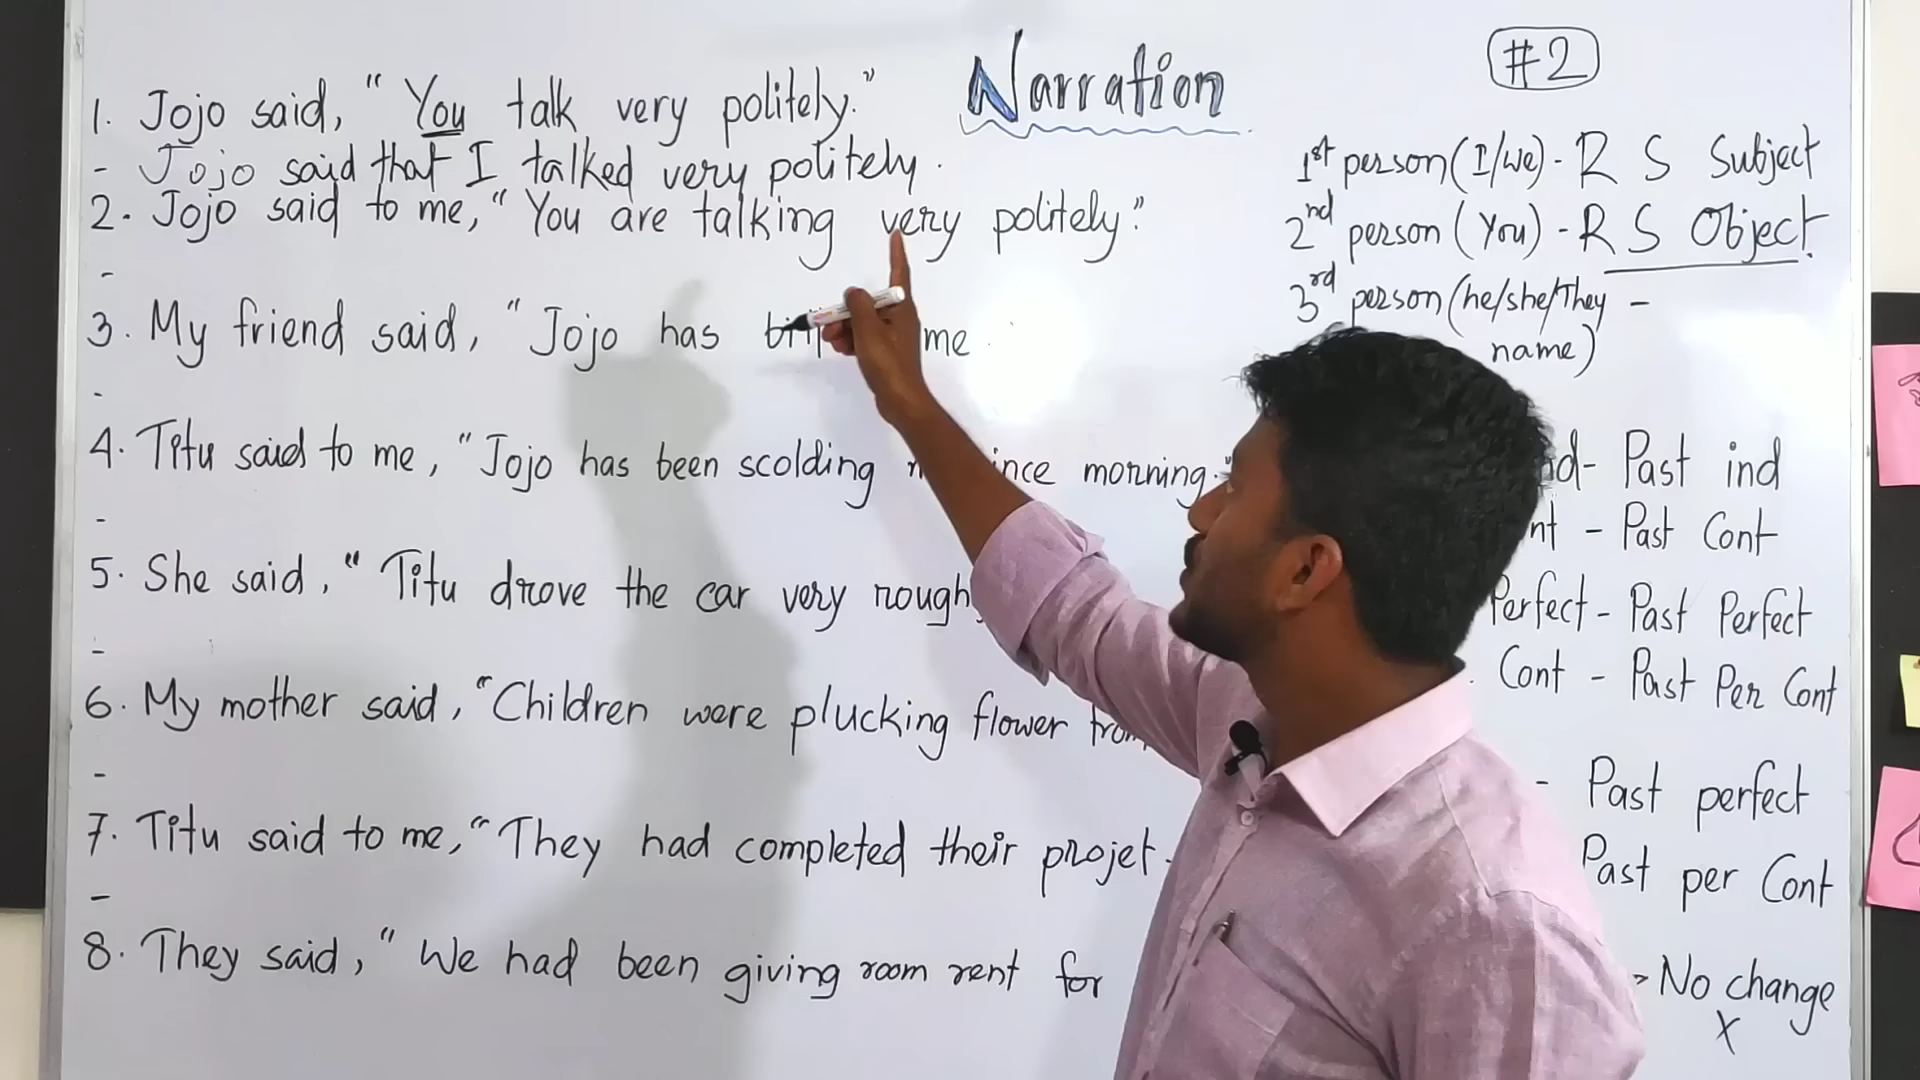 Narration
#2
1. Jojo said, "You talk very politely."
- Jojo said that I talked very politely.
2. Jojo said to me, "You are talking very politely."
-
3. My friend said, "Jojo has me.
-
4. Titu said to me, "Jojo has been scolding since morning."
-
5. She said, "Titu drove the car very
-
6. My mother said, "Children were plucking flower
-
7. Titu said to me, "They had completed their projet.
-
8. They said, "We had been giving room rent for
1st person (I/we) - R S Subject
2nd person (You) - R S Object.
3rd person (he/she/They -
name)
- Past ind
- Past Cont
Perfect - Past Perfect
Cont - Past Per Cont
- Past perfect
Past per Cont
> No change
X